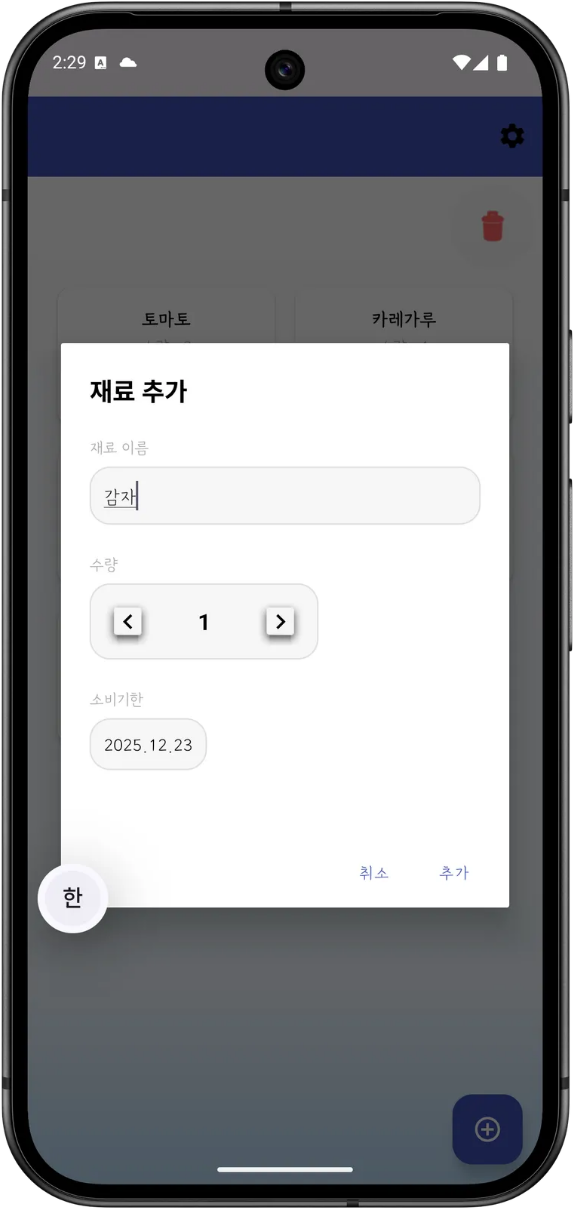 2:29
토마토
카레가루
재료 추가
재료 이름
감자
수량
1
소비기한
2025.12.23
취소
추가
한